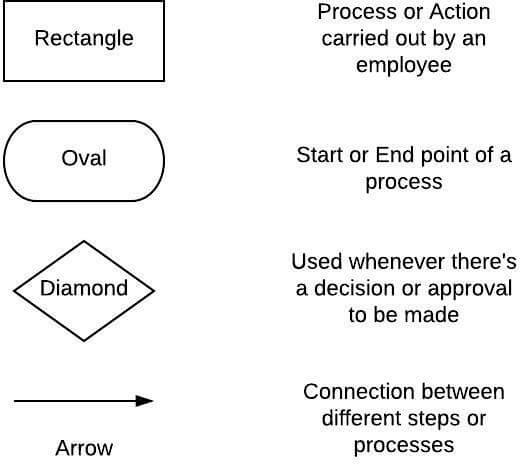 Rectangle
Process or Action
carried out by an
employee
Oval
Start or End point of a
process
Diamond
Used whenever there's
a decision or approval
to be made
Arrow
Connection between
different steps or
processes